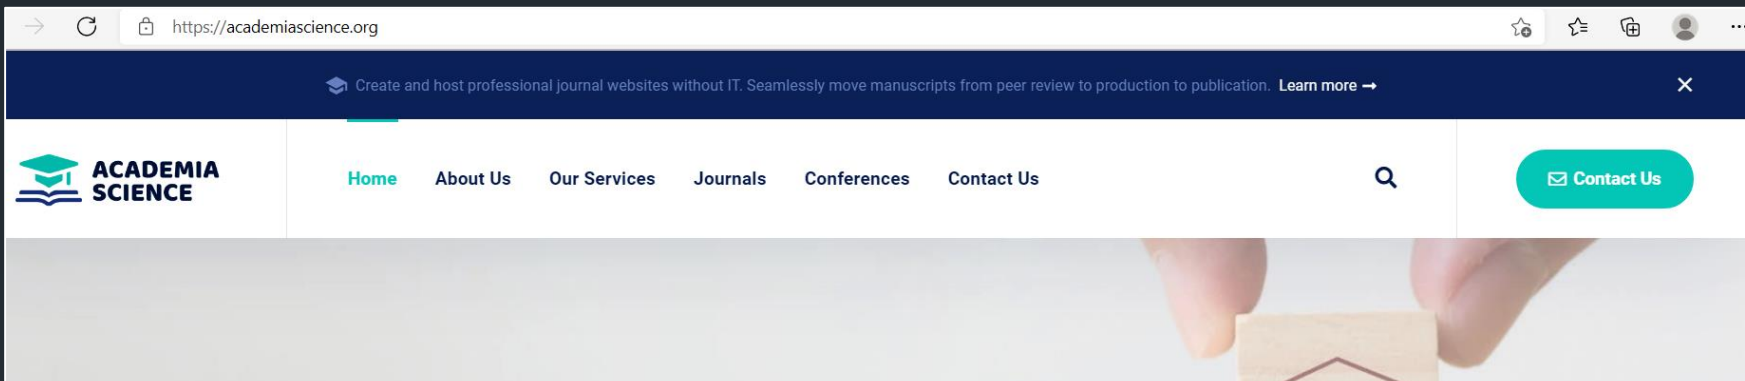 https://academiascience.org
Create and host professional journal websites without IT. Seamlessly move manuscripts from peer review to production to publication. Learn more →
ACADEMIA
SCIENCE
Home About Us Our Services Journals Conferences Contact Us
Contact Us